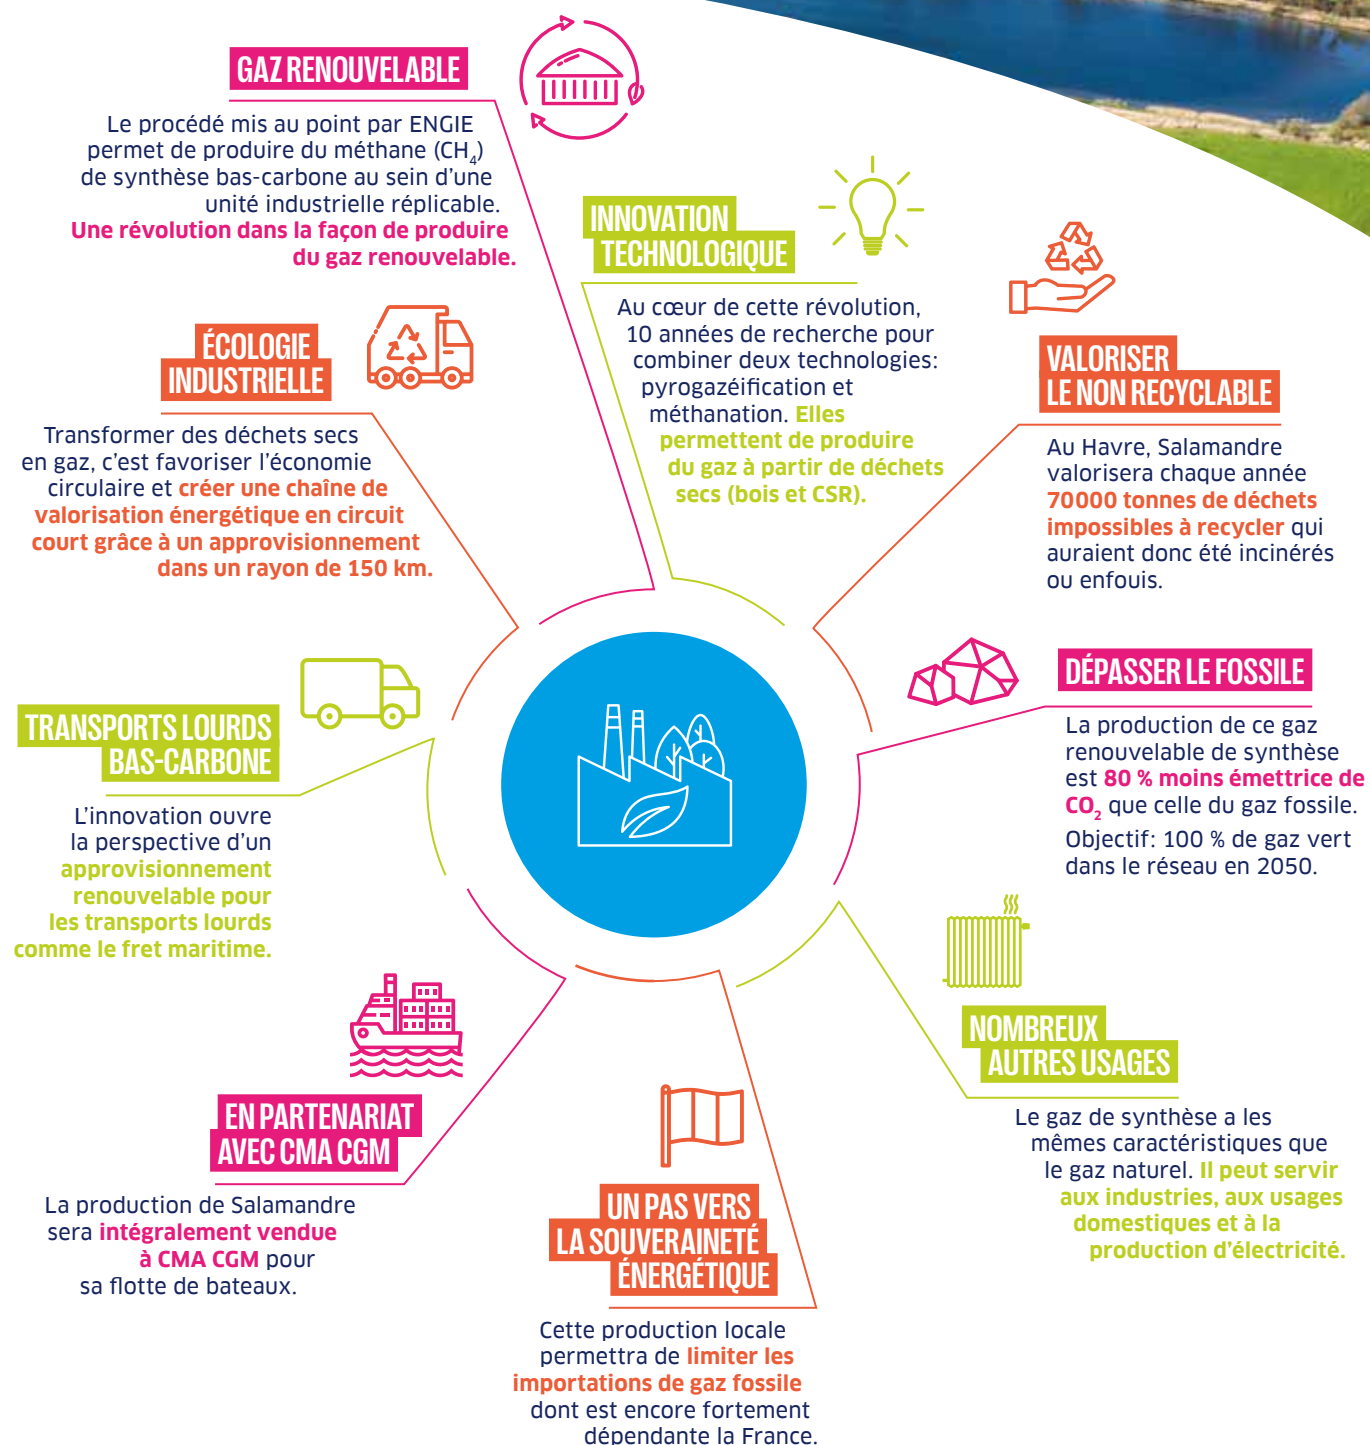 GAZ RENOUVELABLE
Le procédé mis au point par ENGIE
permet de produire du méthane (CH₄)
de synthèse bas-carbone au sein d’une
unité industrielle réplicable.
Une révolution dans la façon de produire
du gaz renouvelable.
INNOVATION
TECHNOLOGIQUE
Au cœur de cette révolution,
10 années de recherche pour
combiner deux technologies:
pyrogazéification et
méthanation. Elles
permettent de produire
du gaz à partir de déchets
secs (bois et CSR).
VALORISER
LE NON RECYCLABLE
Au Havre, Salamandre
valorisera chaque année
70000 tonnes de déchets
impossibles à recycler qui
auraient donc été incinérés
ou enfouis.
ÉCOLOGIE
INDUSTRIELLE
Transformer des déchets secs
en gaz, c’est favoriser l’économie
circulaire et créer une chaîne de
valorisation énergétique en circuit
court grâce à un approvisionnement
dans un rayon de 150 km.
DÉPASSER LE FOSSILE
La production de ce gaz
renouvelable de synthèse
est 80 % moins émettrice de
CO₂ que celle du gaz fossile.
Objectif: 100 % de gaz vert
dans le réseau en 2050.
TRANSPORTS LOURDS
BAS-CARBONE
L’innovation ouvre
la perspective d’un
approvisionnement
renouvelable pour
les transports lourds
comme le fret maritime.
NOMBREUX
AUTRES USAGES
Le gaz de synthèse a les
mêmes caractéristiques que
le gaz naturel. Il peut servir
aux industries, aux usages
domestiques et à la
production d’électricité.
EN PARTENARIAT
AVEC CMA CGM
La production de Salamandre
sera intégralement vendue
à CMA CGM pour
sa flotte de bateaux.
UN PAS VERS
LA SOUVERAINETÉ
ÉNERGÉTIQUE
Cette production locale
permettra de limiter les
importations de gaz fossile
dont est encore fortement
dépendante la France.